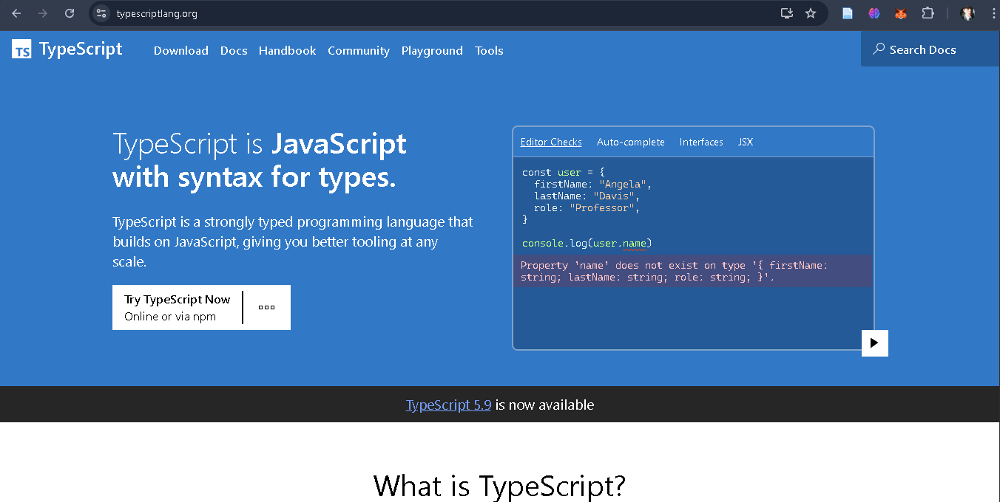 typescriptlang.org
TS TypeScript Download Docs Handbook Community Playground Tools Search Docs
TypeScript is JavaScript
with syntax for types.
TypeScript is a strongly typed programming language that
builds on JavaScript, giving you better tooling at any
scale.
Try TypeScript Now
Online or via npm
Editor Checks Auto-complete Interfaces JSX
const user = {
  firstName: "Angela",
  lastName: "Davis",
  role: "Professor",
}
console.log(user.name)
Property 'name' does not exist on type '{ firstName:
string; lastName: string; role: string; }'.
TypeScript 5.9 is now available
What is TypeScript?